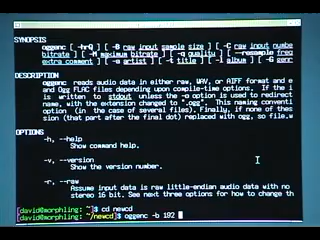 SYNOPSIS
oggenc [ -hrQ ] [ -B raw input sample size ] [ -C raw input numbe
bitrate ] [ -M maximum bitrate ] [ -q quality ] [ --resample freq
extra comment ] [ -a artist ] [ -t title ] [ -l album ] [ -G genr
DESCRIPTION
oggenc reads audio data in either raw, WAV, or AIFF format and e
and Ogg FLAC files depending upon compile-time options. If the i
is written to stdout unless the -o option is used to redirect
name, with the extension changed to ".ogg". This naming conventi
option (in the case of several files). Finally, if none of thes
sion (that part after the final dot) replaced with ogg, so file.w
OPTIONS
-h, --help
Show command help.
-v, --version
Show the version number.
-r, --raw
Assume input data is raw little-endian audio data with no
stereo 16 bit. See next three options for how to change th
[david@morphling: ~]$ cd newcd
[david@morphling: ~/newcd]$ oggenc -b 192